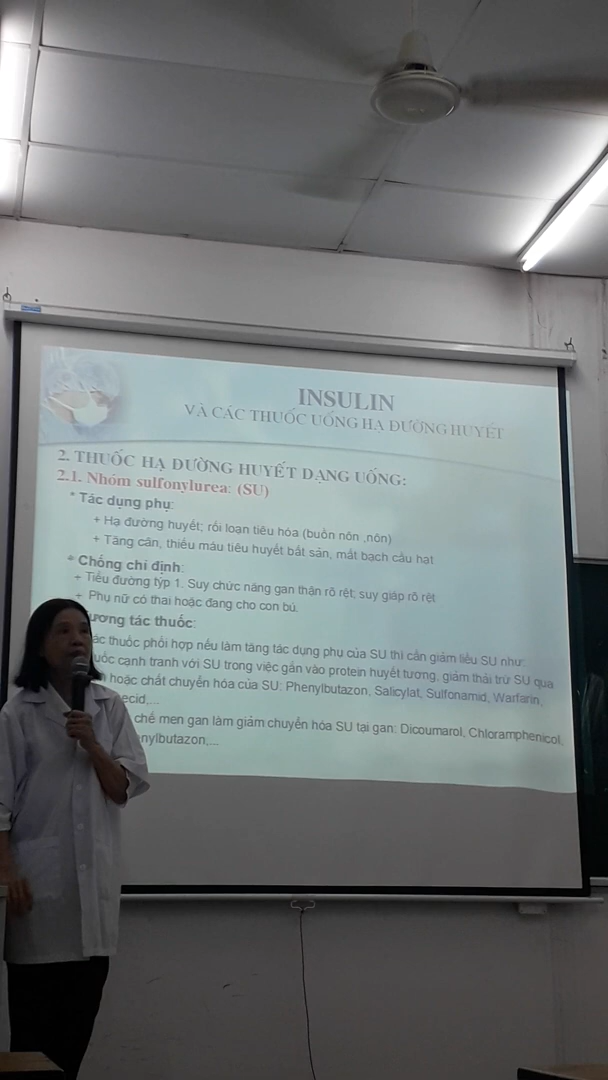 INSULIN
VÀ CÁC THUỐC UỐNG HẠ ĐƯỜNG HUYẾT
2. THUỐC HẠ ĐƯỜNG HUYẾT DẠNG UỐNG:
2.1. Nhóm sulfonylurea: (SU)
* Tác dụng phụ:
+ Hạ đường huyết; rối loạn tiêu hóa (buồn nôn ,nôn)
+ Tăng cân, thiếu máu tiêu huyết bất sản, mất bạch cầu hạt
* Chống chỉ định:
+ Tiểu đường týp 1. Suy chức năng gan thận rõ rệt; suy giáp rõ rệt
+ Phụ nữ có thai hoặc đang cho con bú.
ương tác thuốc:
ác thuốc phối hợp nếu làm tăng tác dụng phụ của SU thì cần giảm liều SU như:
uốc cạnh tranh với SU trong việc gắn vào protein huyết tương, giảm thải trừ SU qua
hoặc chất chuyển hóa của SU: Phenylbutazon, Salicylat, Sulfonamid, Warfarin,
ecid,...
chế men gan làm giảm chuyển hóa SU tại gan: Dicoumarol, Chloramphenicol,
nylbutazon,...